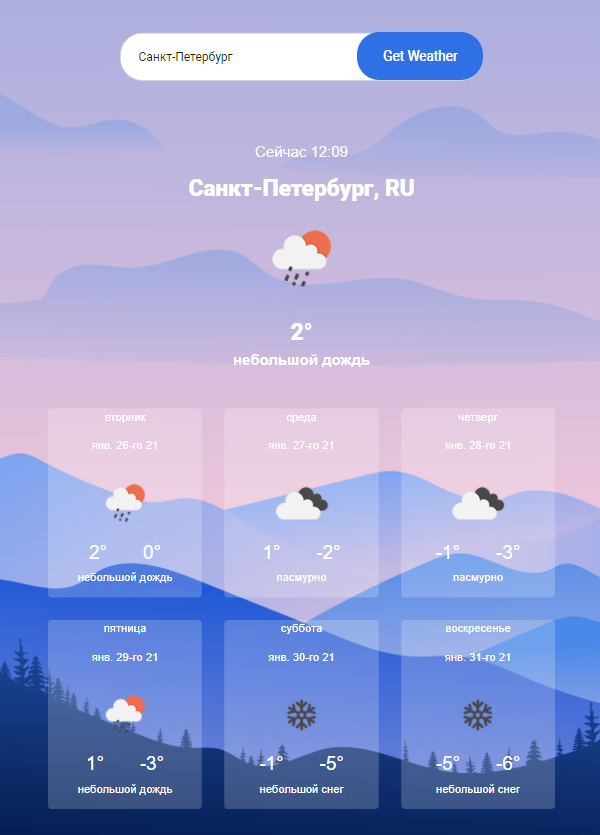 Санкт-Петербург
Get Weather
Сейчас 12:09
Санкт-Петербург, RU
2°
небольшой дождь
вторник
янв. 26-го 21
2° 0°
небольшой дождь
среда
янв. 27-го 21
1° -2°
пасмурно
четверг
янв. 28-го 21
-1° -3°
пасмурно
пятница
янв. 29-го 21
1° -3°
небольшой дождь
суббота
янв. 30-го 21
-1° -5°
небольшой снег
воскресенье
янв. 31-го 21
-5° -6°
небольшой снег